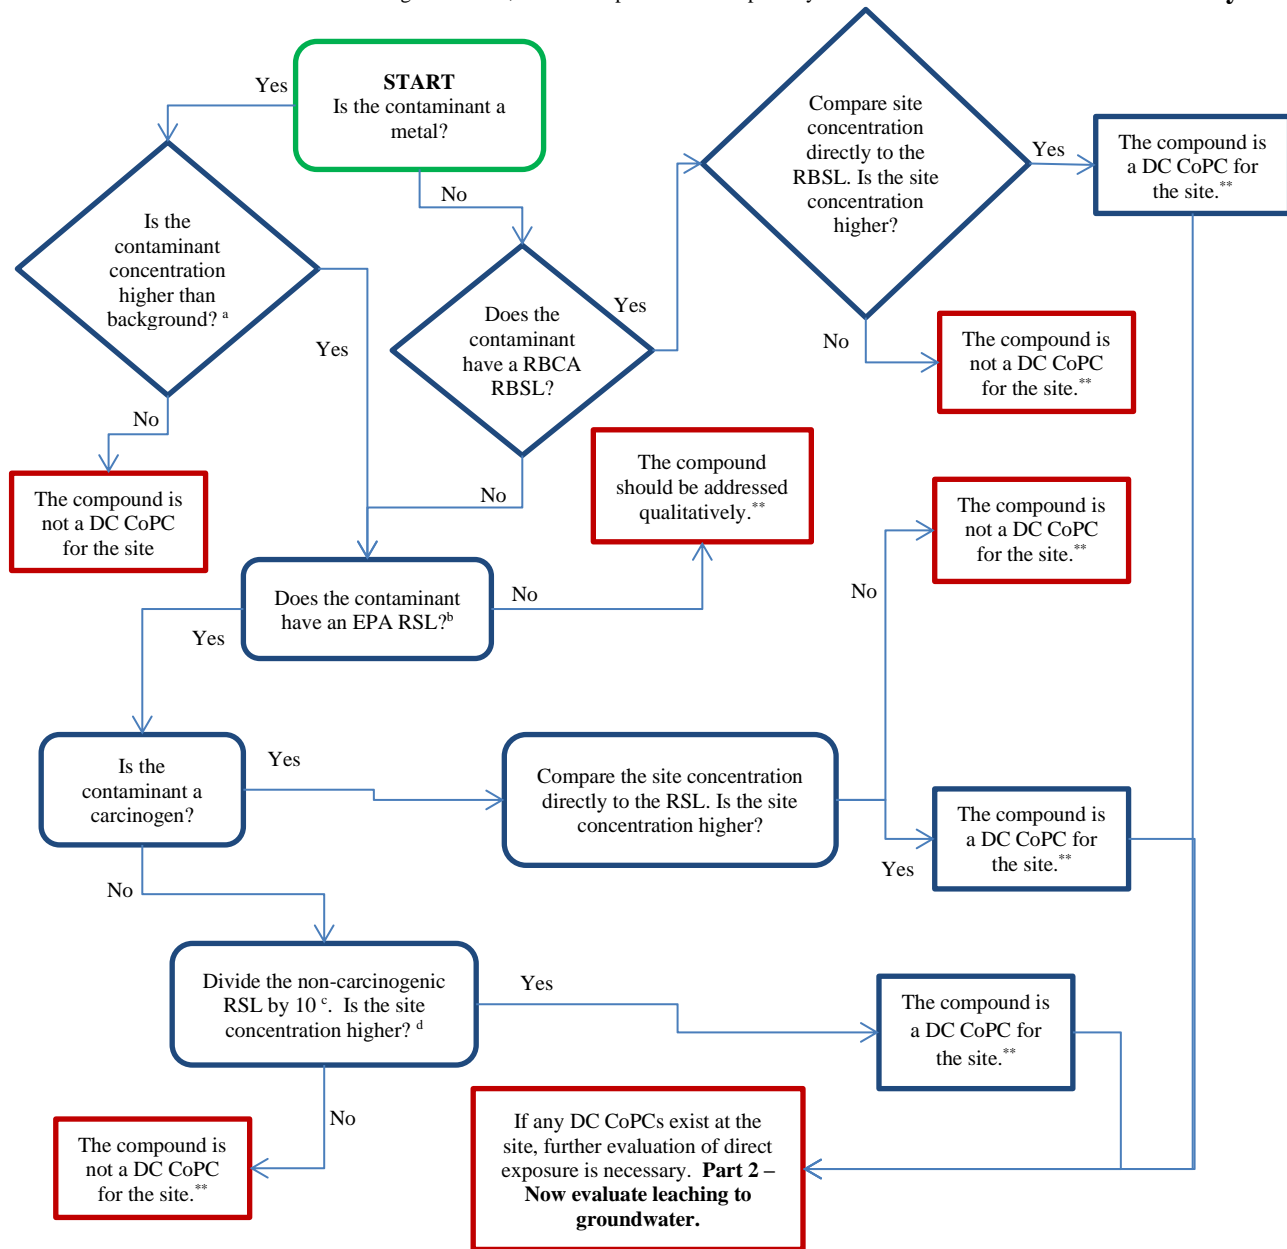 START
Is the contaminant a
metal?
Yes
No
Compare site
concentration
directly to the
RBSL. Is the site
concentration
higher?
Yes
The compound is
a DC CoPC for
the site.**
Is the
contaminant
concentration
higher than
background? a
Yes
Does the
contaminant
have a RBCA
RBSL?
Yes
No
The compound is
not a DC CoPC
for the site.**
No
The compound is
not a DC CoPC
for the site
No
The compound
should be addressed
qualitatively.**
The compound is
not a DC CoPC
for the site.**
Does the contaminant
have an EPA RSL?b
No
Yes
No
Is the
contaminant a
carcinogen?
Yes
Compare the site concentration
directly to the RSL. Is the site
concentration higher?
The compound is
a DC CoPC for
the site.**
Yes
No
Divide the non-carcinogenic
RSL by 10 c. Is the site
concentration higher? d
Yes
The compound is
a DC CoPC for
the site.**
No
The compound is
not a DC CoPC
for the site.**
If any DC CoPCs exist at the
site, further evaluation of direct
exposure is necessary. Part 2 –
Now evaluate leaching to
groundwater.